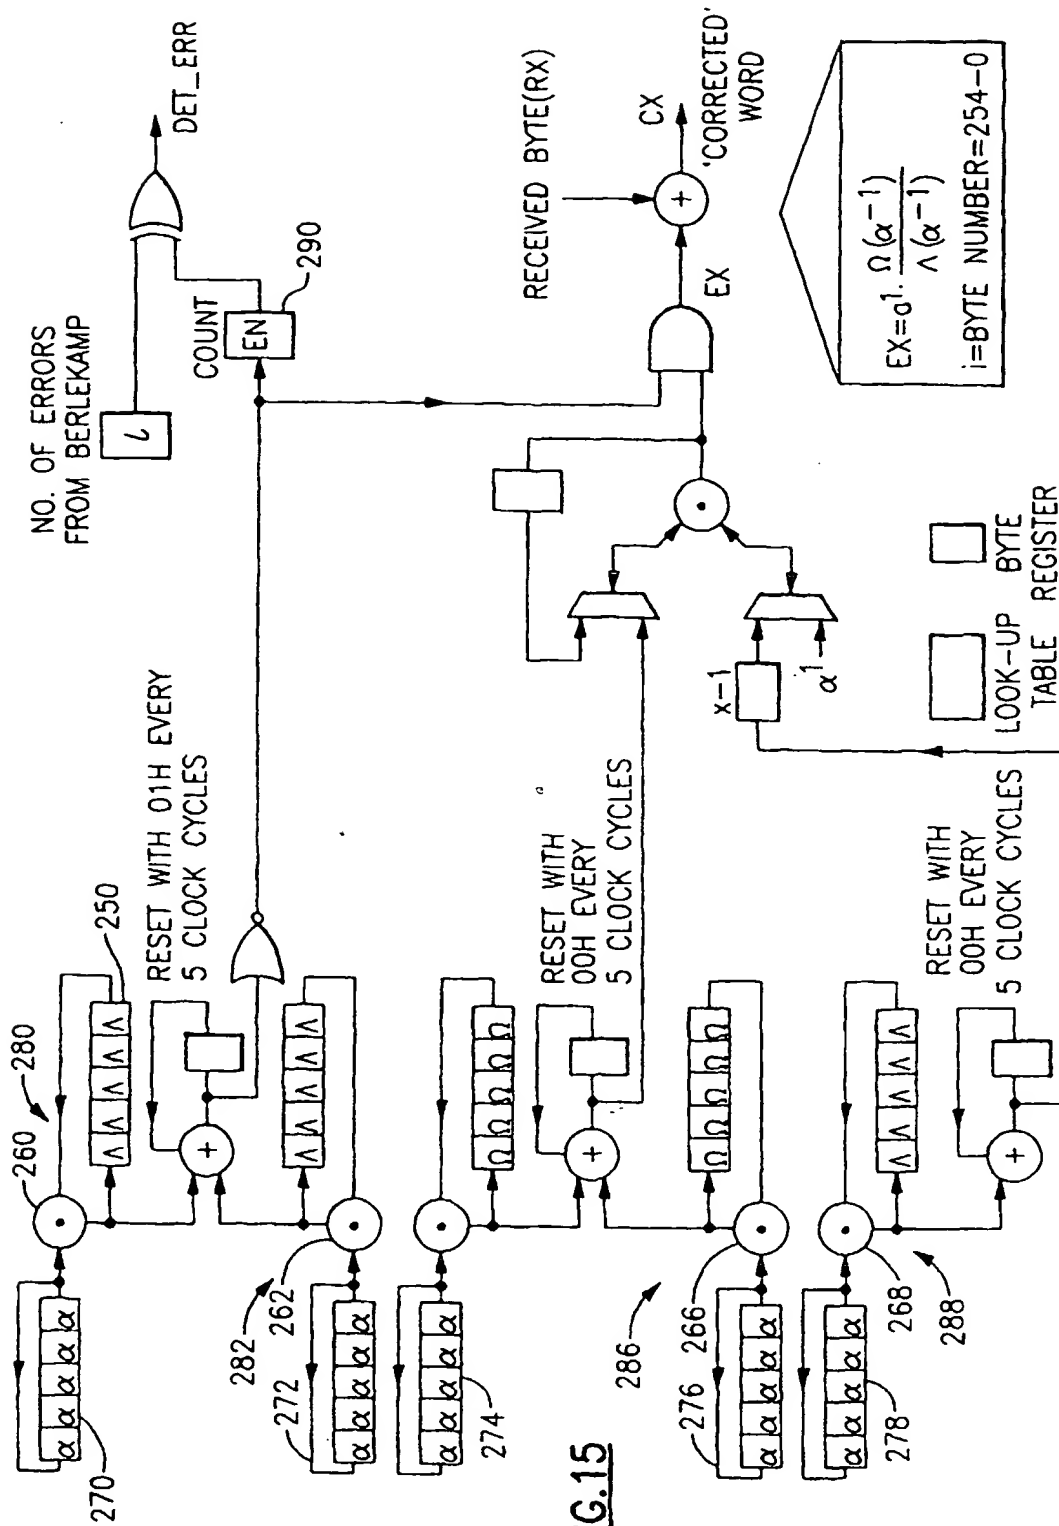 260
280
250
RESET WITH 01H EVERY
5 CLOCK CYCLES
NO. OF ERRORS
FROM BERLEKAMP
l
COUNT
EN
290
DET_ERR
Λ Λ Λ Λ Λ
+
•
α α α α α
270
Λ Λ Λ Λ Λ
282
262
•
272
α α α α α
•
274
α α α α α
Ω Ω Ω Ω Ω
+
RESET WITH
00H EVERY
5 CLOCK CYCLES
Ω Ω Ω Ω Ω
286
266
•
276
α α α α α
•
268
288
278
α α α α α
Λ Λ Λ Λ Λ
+
RESET WITH
00H EVERY
5 CLOCK CYCLES
x-1
α¹
•
EX
RECEIVED BYTE(RX)
+
CX
'CORRECTED'
WORD
LOOK-UP
TABLE
BYTE
REGISTER
EX=α¹. Ω(α⁻¹)
Λ(α⁻¹)
i=BYTE NUMBER=254-0
G.15